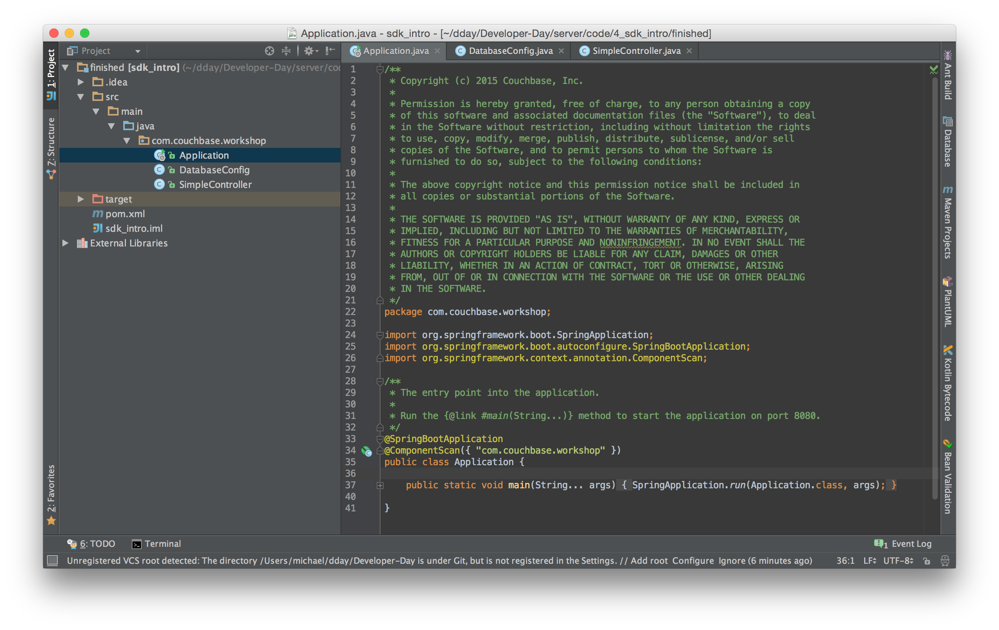 Application.java - sdk_intro - [~/dday/Developer-Day/server/code/4_sdk_intro/finished]
1: Project
Z: Structure
2: Favorites
Project
finished [sdk_intro] (~/dday/Developer-Day/server/co
.idea
src
main
java
com.couchbase.workshop
Application
DatabaseConfig
SimpleController
target
pom.xml
sdk_intro.iml
External Libraries
Application.java DatabaseConfig.java SimpleController.java
1 /**
2 * Copyright (c) 2015 Couchbase, Inc.
3 *
4 * Permission is hereby granted, free of charge, to any person obtaining a copy
5 * of this software and associated documentation files (the "Software"), to deal
6 * in the Software without restriction, including without limitation the rights
7 * to use, copy, modify, merge, publish, distribute, sublicense, and/or sell
8 * copies of the Software, and to permit persons to whom the Software is
9 * furnished to do so, subject to the following conditions:
10 *
11 * The above copyright notice and this permission notice shall be included in
12 * all copies or substantial portions of the Software.
13 *
14 * THE SOFTWARE IS PROVIDED "AS IS", WITHOUT WARRANTY OF ANY KIND, EXPRESS OR
15 * IMPLIED, INCLUDING BUT NOT LIMITED TO THE WARRANTIES OF MERCHANTABILITY,
16 * FITNESS FOR A PARTICULAR PURPOSE AND NONINFRINGEMENT. IN NO EVENT SHALL THE
17 * AUTHORS OR COPYRIGHT HOLDERS BE LIABLE FOR ANY CLAIM, DAMAGES OR OTHER
18 * LIABILITY, WHETHER IN AN ACTION OF CONTRACT, TORT OR OTHERWISE, ARISING
19 * FROM, OUT OF OR IN CONNECTION WITH THE SOFTWARE OR THE USE OR OTHER DEALING
20 * IN THE SOFTWARE.
21 */
22 package com.couchbase.workshop;
23
24 import org.springframework.boot.SpringApplication;
25 import org.springframework.boot.autoconfigure.SpringBootApplication;
26 import org.springframework.context.annotation.ComponentScan;
27
28 /**
29 * The entry point into the application.
30 *
31 * Run the {@link #main(String...)} method to start the application on port 8080.
32 */
33 @SpringBootApplication
34 @ComponentScan({ "com.couchbase.workshop" })
35 public class Application {
36
37 public static void main(String... args) { SpringApplication.run(Application.class, args); }
40
41 }
Ant Build
Database
Maven Projects
PlantUML
Kotlin Bytecode
Bean Validation
6: TODO Terminal
1 Event Log
Unregistered VCS root detected: The directory /Users/michael/dday/Developer-Day is under Git, but is not registered in the Settings. // Add root Configure Ignore (6 minutes ago) 36:1 LF UTF-8